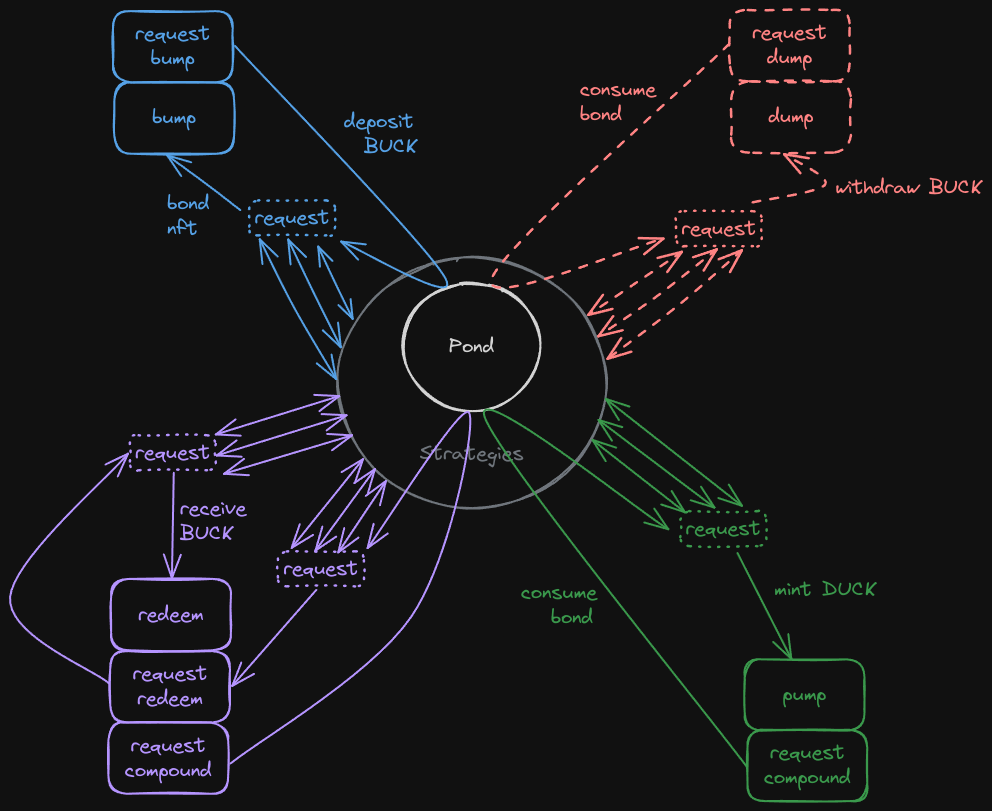 request
bump
bump
deposit
BUCK
bond
nft
request
consume
bond
request
dump
dump
withdraw BUCK
request
Pond
Strategies
request
receive
BUCK
request
redeem
request
redeem
request
compound
request
mint DUCK
consume
bond
pump
request
compound